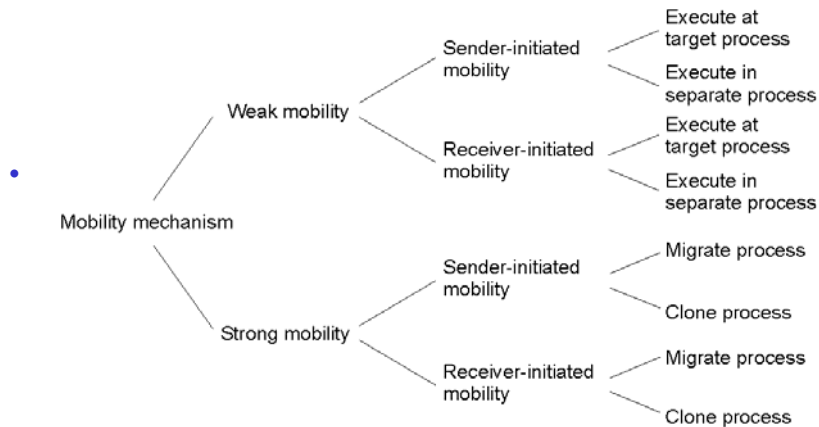 Mobility mechanism
Weak mobility
Sender-initiated
mobility
Execute at
target process
Execute in
separate process
Receiver-initiated
mobility
Execute at
target process
Execute in
separate process
Strong mobility
Sender-initiated
mobility
Migrate process
Clone process
Receiver-initiated
mobility
Migrate process
Clone process